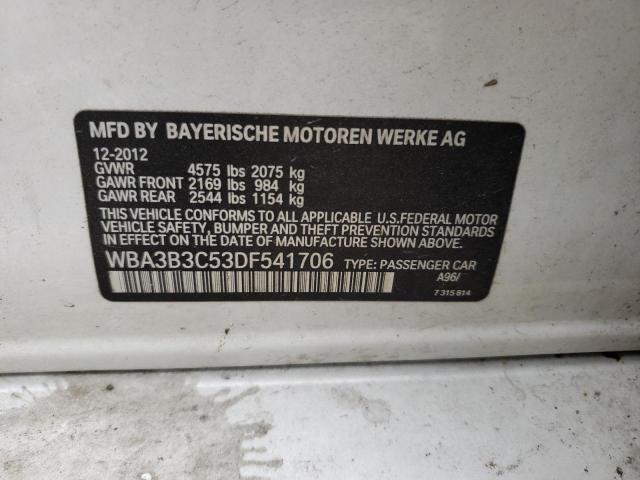 MFD BY BAYERISCHE MOTOREN WERKE AG
12-2012
GVWR 4575 lbs 2075 kg
GAWR FRONT 2169 lbs 984 kg
GAWR REAR 2544 lbs 1154 kg
THIS VEHICLE CONFORMS TO ALL APPLICABLE U.S.FEDERAL MOTOR
VEHICLE SAFETY, BUMPER AND THEFT PREVENTION STANDARDS
IN EFFECT ON THE DATE OF MANUFACTURE SHOWN ABOVE.
WBA3B3C53DF541706 TYPE: PASSENGER CAR
A96/
7 315 814